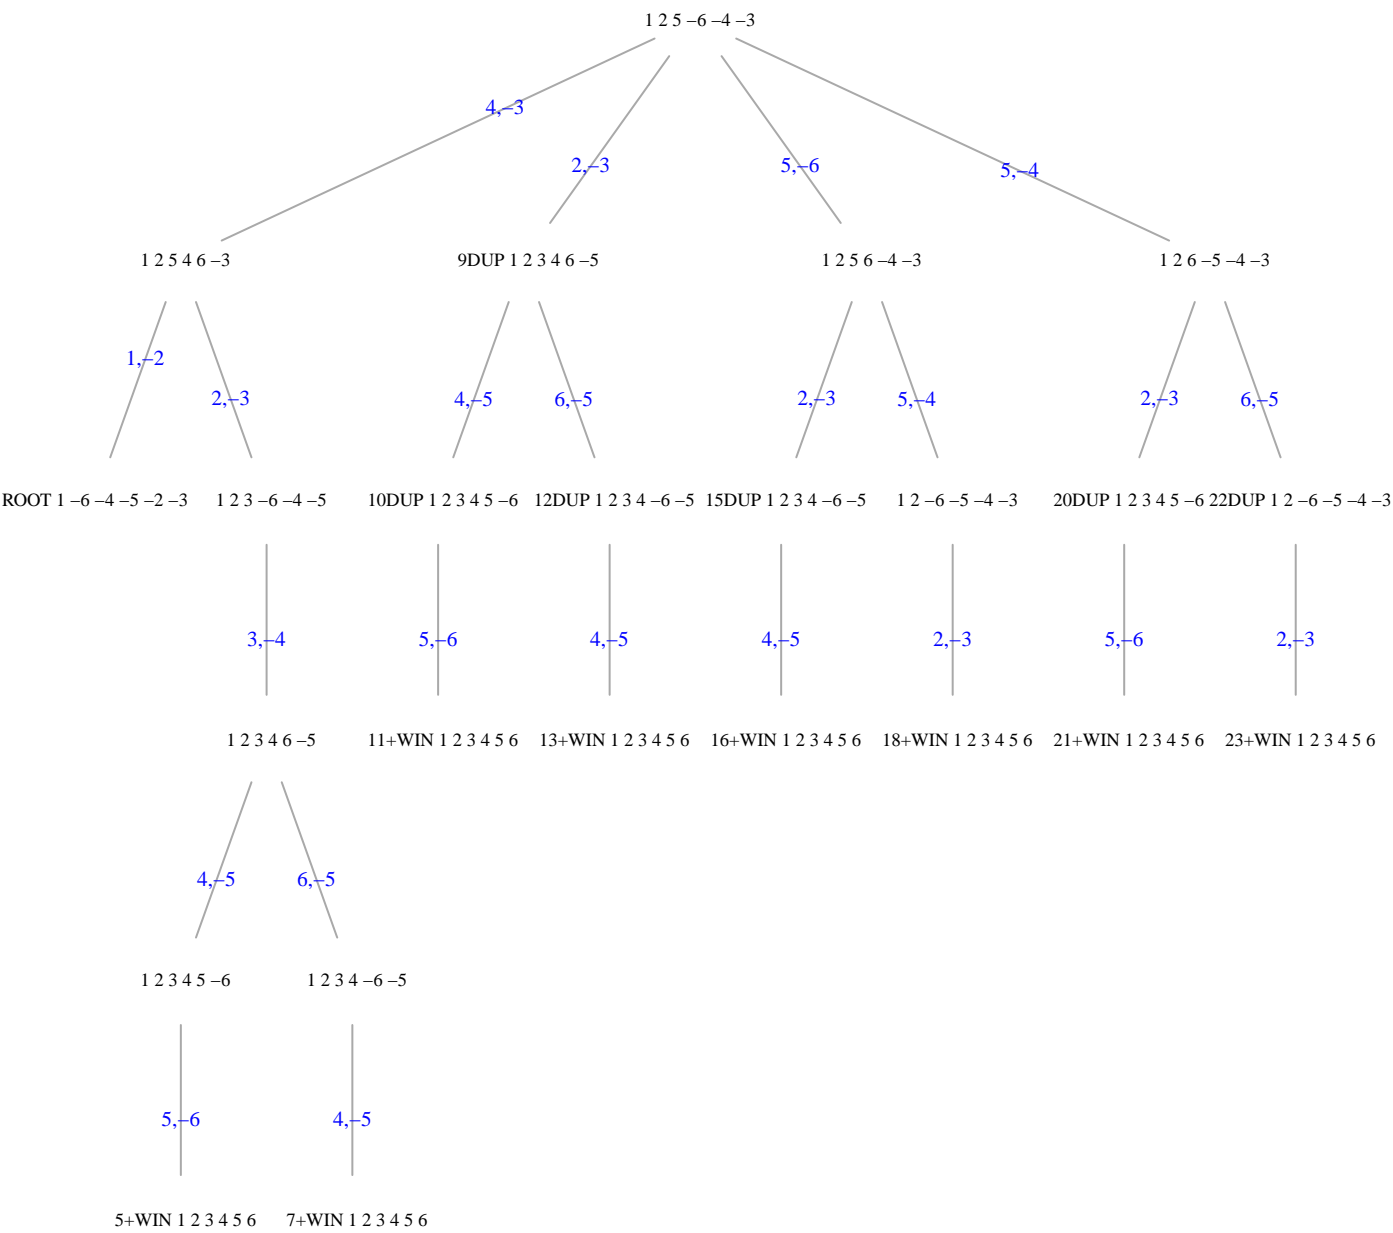 1 2 5 –6 –4 –3
4,–3
2,–3
5,–6
5,–4
1 2 5 4 6 –3
9DUP 1 2 3 4 6 –5
1 2 5 6 –4 –3
1 2 6 –5 –4 –3
1,–2
2,–3
4,–5
6,–5
2,–3
5,–4
2,–3
6,–5
ROOT 1 –6 –4 –5 –2 –3
1 2 3 –6 –4 –5
10DUP 1 2 3 4 5 –6
12DUP 1 2 3 4 –6 –5
15DUP 1 2 3 4 –6 –5
1 2 –6 –5 –4 –3
20DUP 1 2 3 4 5 –6
22DUP 1 2 –6 –5 –4 –3
3,–4
5,–6
4,–5
4,–5
2,–3
5,–6
2,–3
1 2 3 4 6 –5
11+WIN 1 2 3 4 5 6
13+WIN 1 2 3 4 5 6
16+WIN 1 2 3 4 5 6
18+WIN 1 2 3 4 5 6
21+WIN 1 2 3 4 5 6
23+WIN 1 2 3 4 5 6
4,–5
6,–5
1 2 3 4 5 –6
1 2 3 4 –6 –5
5,–6
4,–5
5+WIN 1 2 3 4 5 6
7+WIN 1 2 3 4 5 6